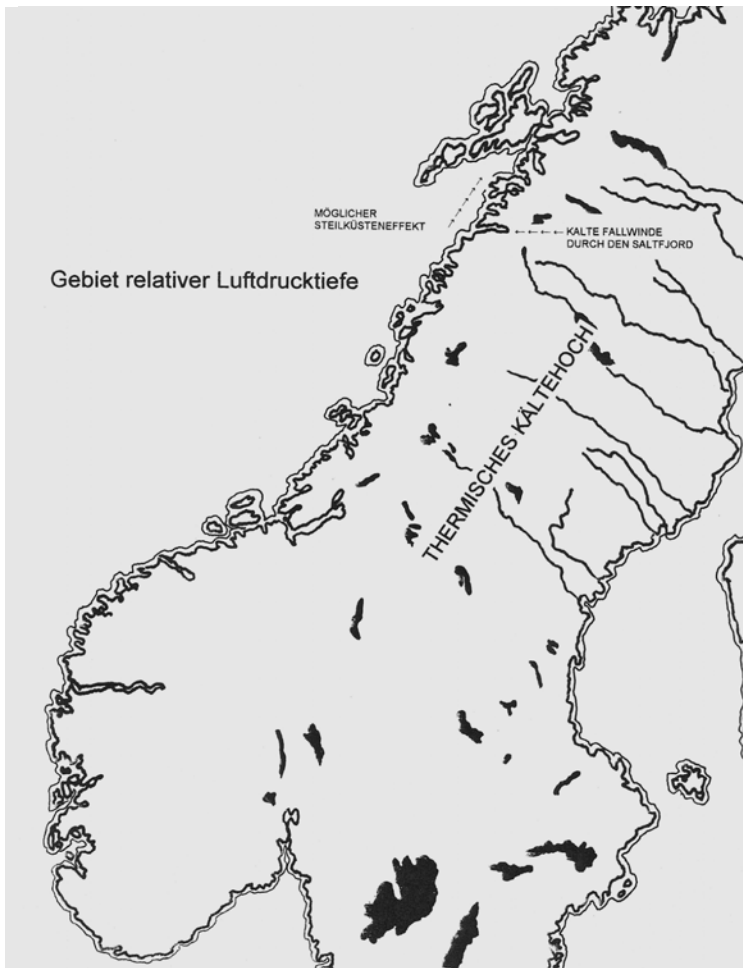 MÖGLICHER
STEILKÜSTENEFFEKT
KALTE FALLWINDE
DURCH DEN SALTFJORD
Gebiet relativer Luftdrucktiefe
THERMISCHES KÄLTEHOCH